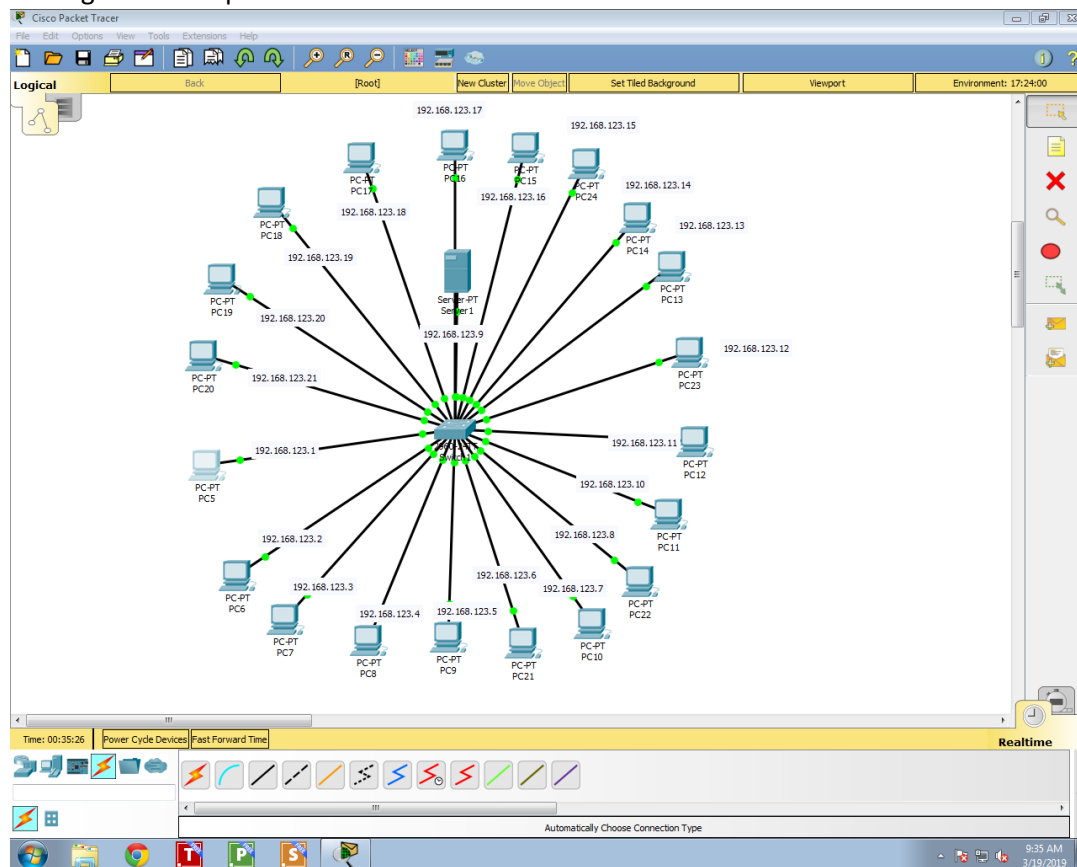 Cisco Packet Tracer
File Edit Options View Tools Extensions Help
Logical
Back
[Root]
New Cluster
Move Object
Set Tiled Background
Viewport
Environment: 17:24:00
192.168.123.17
192.168.123.15
PC-PT
PC16
PC-PT
PC15
PC-PT
PC17
PC-PT
PC24
192.168.123.14
192.168.123.16
192.168.123.18
PC-PT
PC18
192.168.123.13
PC-PT
PC14
192.168.123.19
PC-PT
PC13
Server-PT
Server1
PC-PT
PC19
192.168.123.20
192.168.123.9
192.168.123.12
PC-PT
PC20
192.168.123.21
PC-PT
PC23
192.168.123.11
Switch1
192.168.123.1
PC-PT
PC12
PC-PT
PC5
192.168.123.10
PC-PT
PC11
192.168.123.2
192.168.123.8
192.168.123.6
192.168.123.3
192.168.123.7
PC-PT
PC6
PC-PT
PC22
192.168.123.4
192.168.123.5
PC-PT
PC7
PC-PT
PC8
PC-PT
PC9
PC-PT
PC21
PC-PT
PC10
Time: 00:35:26
Power Cycle Devices
Fast Forward Time
Realtime
Automatically Choose Connection Type
T
P
S
9:35 AM
3/19/2019